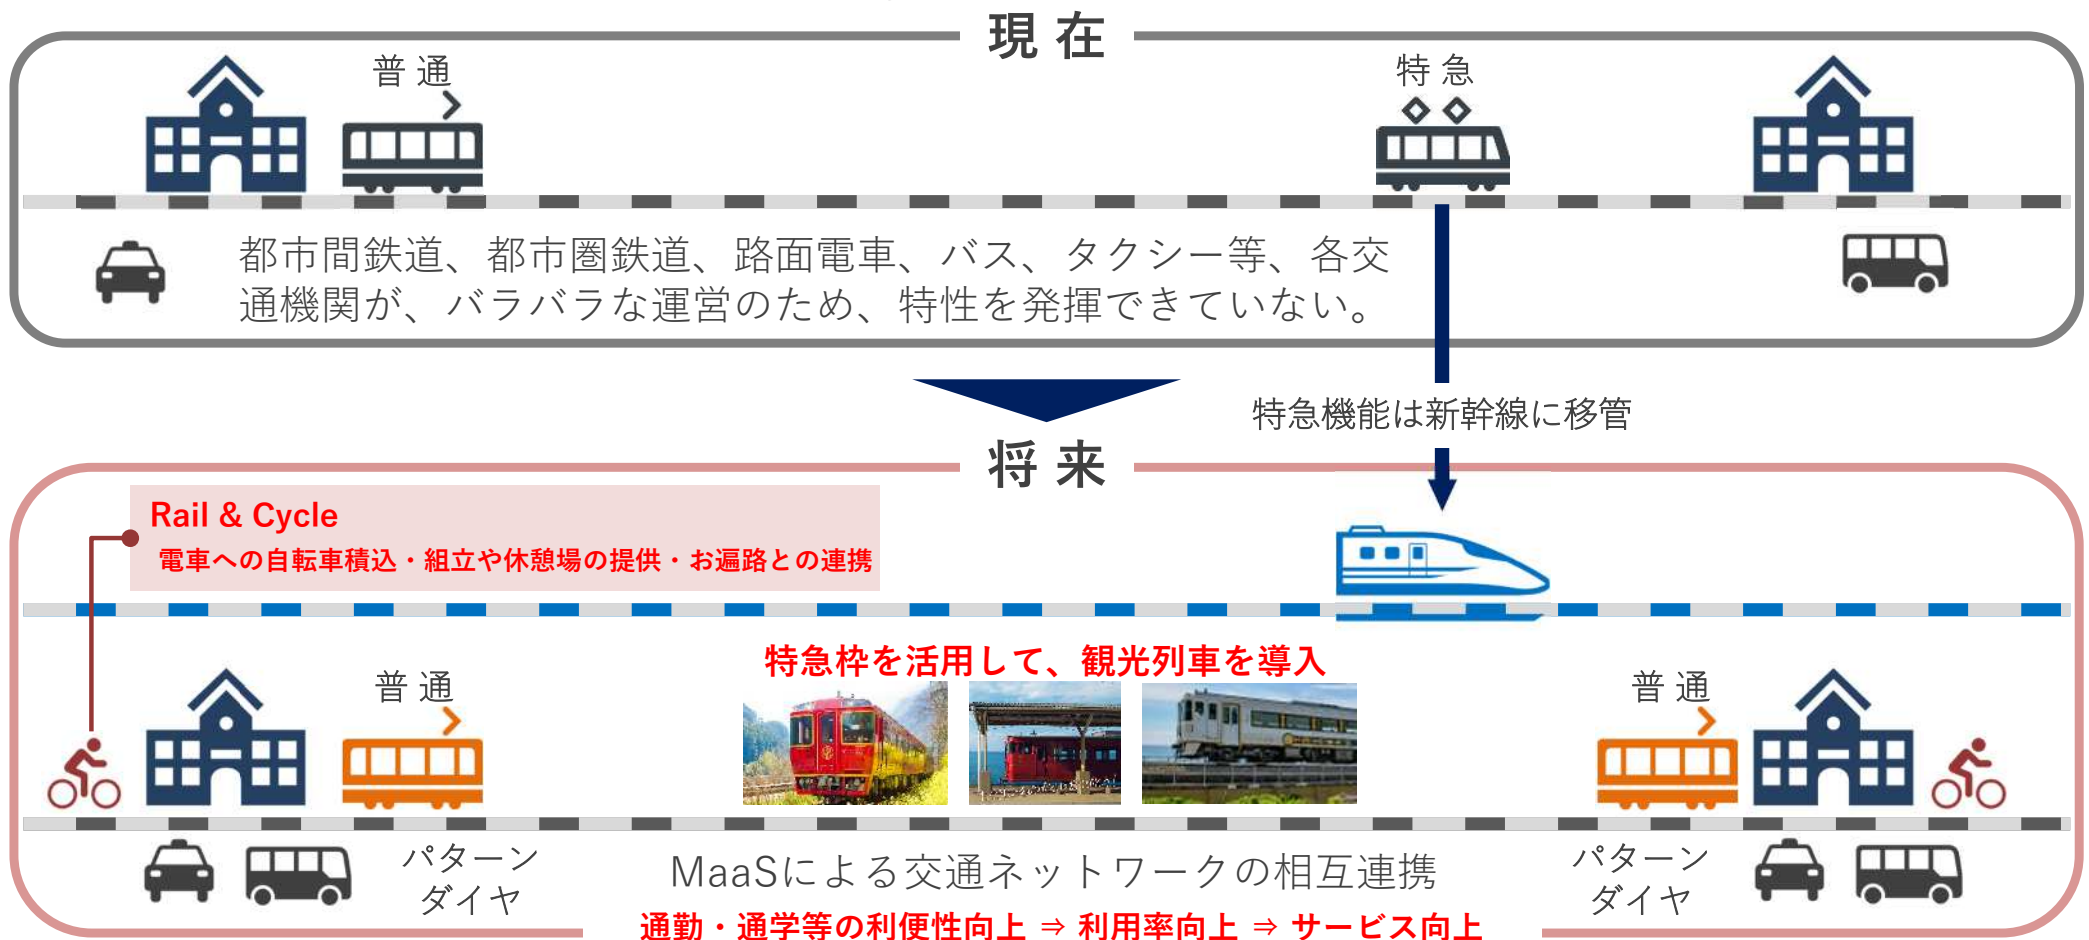 現 在
普 通
特 急
都市間鉄道、都市圏鉄道、路面電車、バス、タクシー等、各交
通機関が、バラバラな運営のため、特性を発揮できていない。
特急機能は新幹線に移管
将 来
Rail & Cycle
電車への自転車積込・組立や休憩場の提供・お遍路との連携
特急枠を活用して、観光列車を導入
普 通
普 通
パターン
ダイヤ
パターン
ダイヤ
MaaSによる交通ネットワークの相互連携
通勤・通学等の利便性向上 ⇒ 利用率向上 ⇒ サービス向上